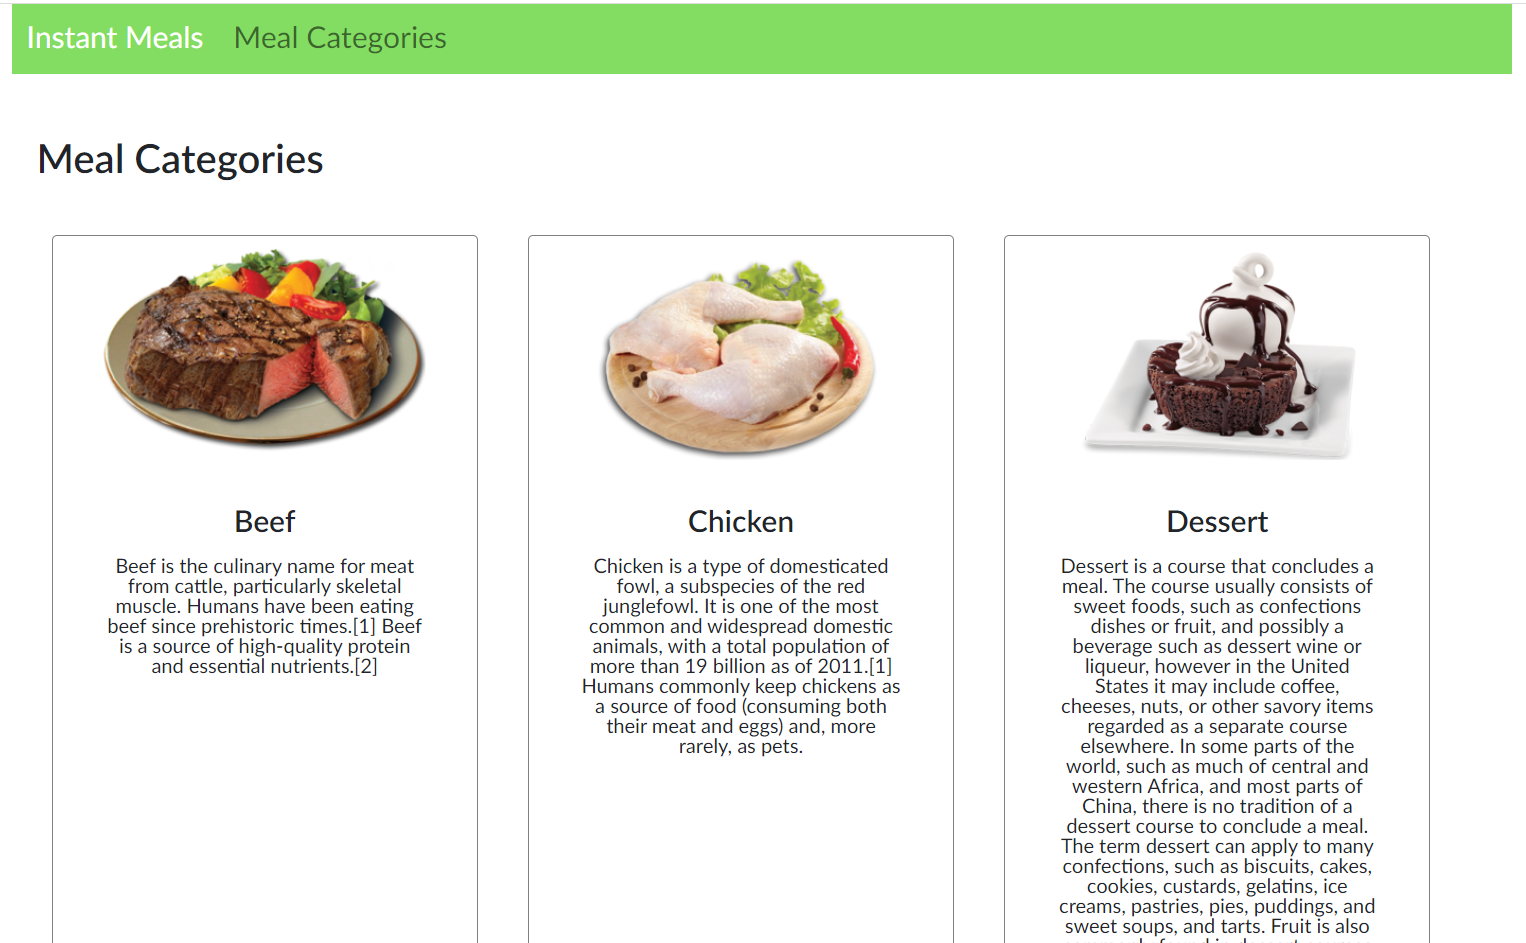 Instant Meals Meal Categories
Meal Categories
Beef
Beef is the culinary name for meat
from cattle, particularly skeletal
muscle. Humans have been eating
beef since prehistoric times.[1] Beef
is a source of high-quality protein
and essential nutrients.[2]
Chicken
Chicken is a type of domesticated
fowl, a subspecies of the red
junglefowl. It is one of the most
common and widespread domestic
animals, with a total population of
more than 19 billion as of 2011.[1]
Humans commonly keep chickens as
a source of food (consuming both
their meat and eggs) and, more
rarely, as pets.
Dessert
Dessert is a course that concludes a
meal. The course usually consists of
sweet foods, such as confections
dishes or fruit, and possibly a
beverage such as dessert wine or
liqueur, however in the United
States it may include coffee,
cheeses, nuts, or other savory items
regarded as a separate course
elsewhere. In some parts of the
world, such as much of central and
western Africa, and most parts of
China, there is no tradition of a
dessert course to conclude a meal.
The term dessert can apply to many
confections, such as biscuits, cakes,
cookies, custards, gelatins, ice
creams, pastries, pies, puddings, and
sweet soups, and tarts. Fruit is also